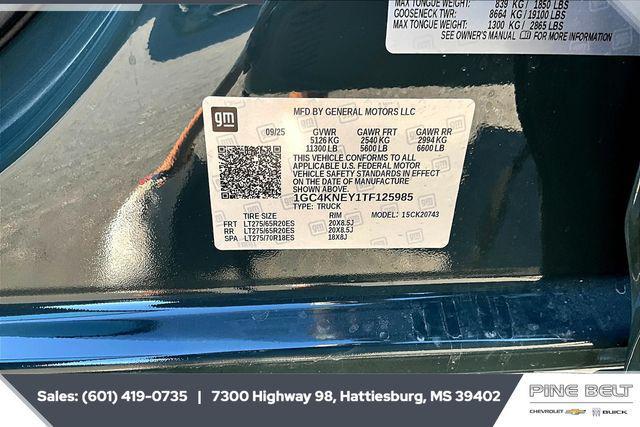 MAX TONGUE WEIGHT: 839 KG / 1850 LBS
GOOSENECK TWR: 8664 KG / 19100 LBS
MAX TONGUE WEIGHT: 1300 KG / 2865 LBS
SEE OWNER'S MANUAL FOR MORE INFORMATION
gm
MFD BY GENERAL MOTORS LLC
09/25 GVWR GAWR FRT GAWR RR
5126 KG 2540 KG 2994 KG
11300 LB 5600 LB 6600 LB
THIS VEHICLE CONFORMS TO ALL
APPLICABLE U.S. FEDERAL MOTOR
VEHICLE SAFETY STANDARDS IN EFFECT
ON THE DATE OF MANUFACTURE
SHOWN ABOVE.
1GC4KNEY1TF125985
TYPE: TRUCK MODEL: 15CK20743
TIRE SIZE RIM
FRT LT275/65R20ES 20X8.5J
RR LT275/65R20ES 20X8.5J
SPA LT275/70R18ES 18X8J
Sales: (601) 419-0735 | 7300 Highway 98, Hattiesburg, MS 39402
PINE BELT
CHEVROLET BUICK